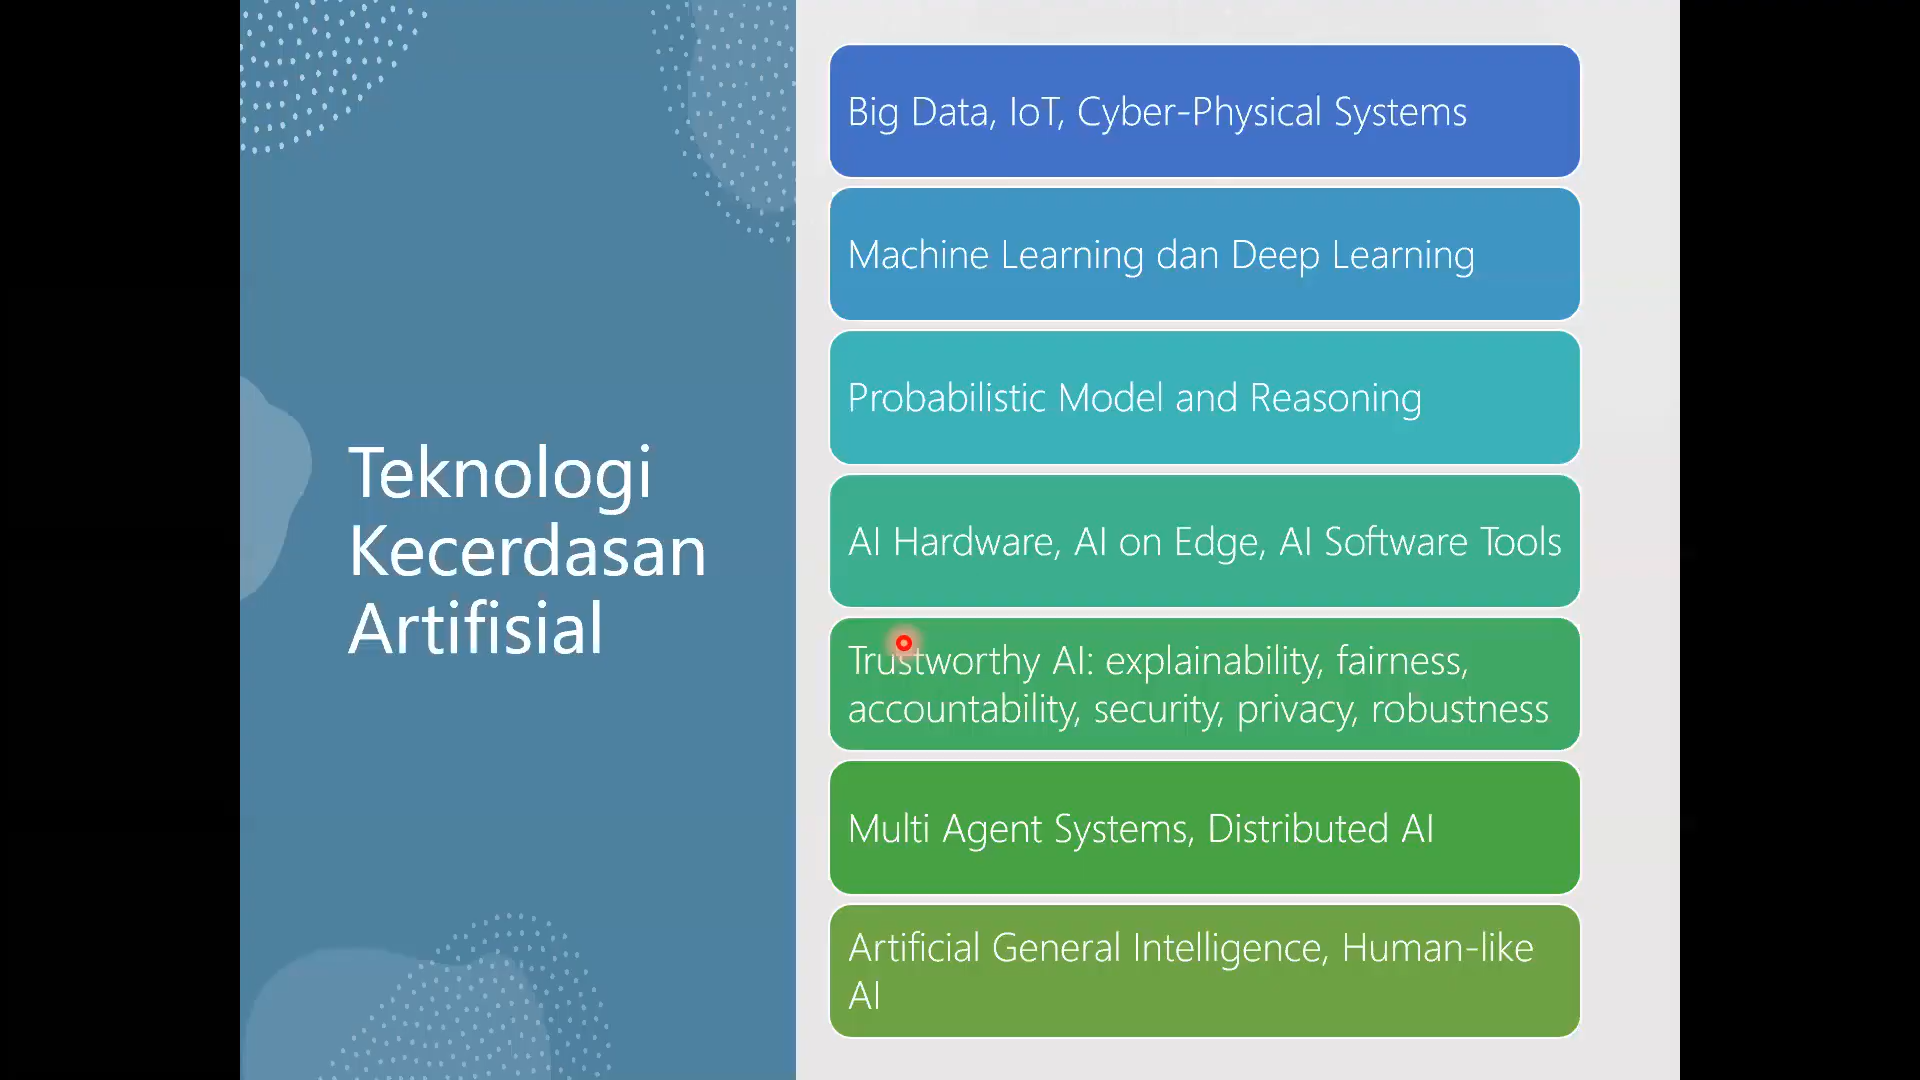 Teknologi
Kecerdasan
Artifisial
Big Data, IoT, Cyber-Physical Systems
Machine Learning dan Deep Learning
Probabilistic Model and Reasoning
AI Hardware, AI on Edge, AI Software Tools
Trustworthy AI: explainability, fairness,
accountability, security, privacy, robustness
Multi Agent Systems, Distributed AI
Artificial General Intelligence, Human-like
AI